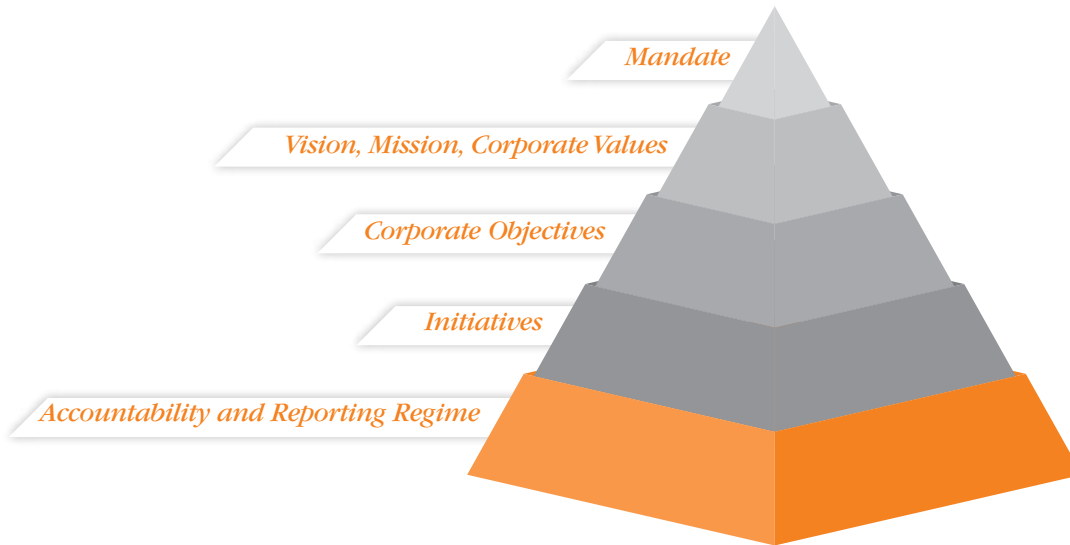 Mandate
Vision, Mission, Corporate Values
Corporate Objectives
Initiatives
Accountability and Reporting Regime